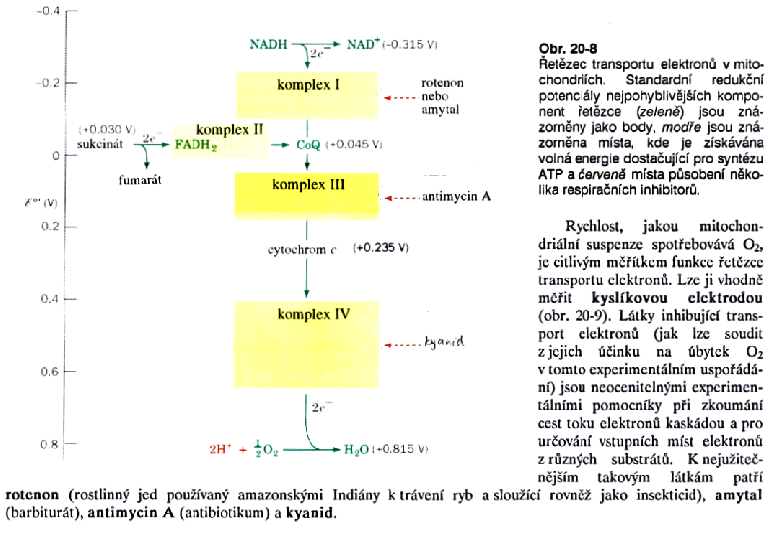 −0.4
NADH
NAD⁺ (−0.315 V)
2e⁻
−0.2
komplex I
rotenon
nebo
amytal
(+0.030 V)
2e⁻
komplex II
sukcinát
FADH₂
CoQ (+0.045 V)
0
fumarát
komplex III
ℰ°' (V)
antimycin A
0.2
cytochrom c (+0.235 V)
0.4
komplex IV
kyanid
0.6
2e⁻
0.8
2H⁺ + ½O₂
H₂O (+0.815 V)
Obr. 20-8
Řetězec transportu elektronů v mito-
chondriích. Standardní redukční
potenciály nejpohyblivějších kompo-
nent řetězce (zeleně) jsou zná-
zorněny jako body, modře jsou zná-
zorněna místa, kde je získávána
volná energie dostačující pro syntézu
ATP a červeně místa působení něko-
lika respiračních inhibitorů.
Rychlost, jakou mitochon-
driální suspenze spotřebovává O₂,
je citlivým měřítkem funkce řetězce
transportu elektronů. Lze ji vhodně
měřit kyslíkovou elektrodou
(obr. 20-9). Látky inhibující trans-
port elektronů (jak lze soudit
z jejich účinku na úbytek O₂
v tomto experimentálním uspořádá-
ní) jsou neocenitelnými experimen-
tálními pomocníky při zkoumání
cest toku elektronů kaskádou a pro
určování vstupních míst elektronů
z různých substrátů. K nejužiteč-
nějším takovým látkám patří
rotenon (rostlinný jed používaný amazonskými Indiány k trávení ryb a sloužící rovněž jako insekticid), amytal
(barbiturát), antimycin A (antibiotikum) a kyanid.